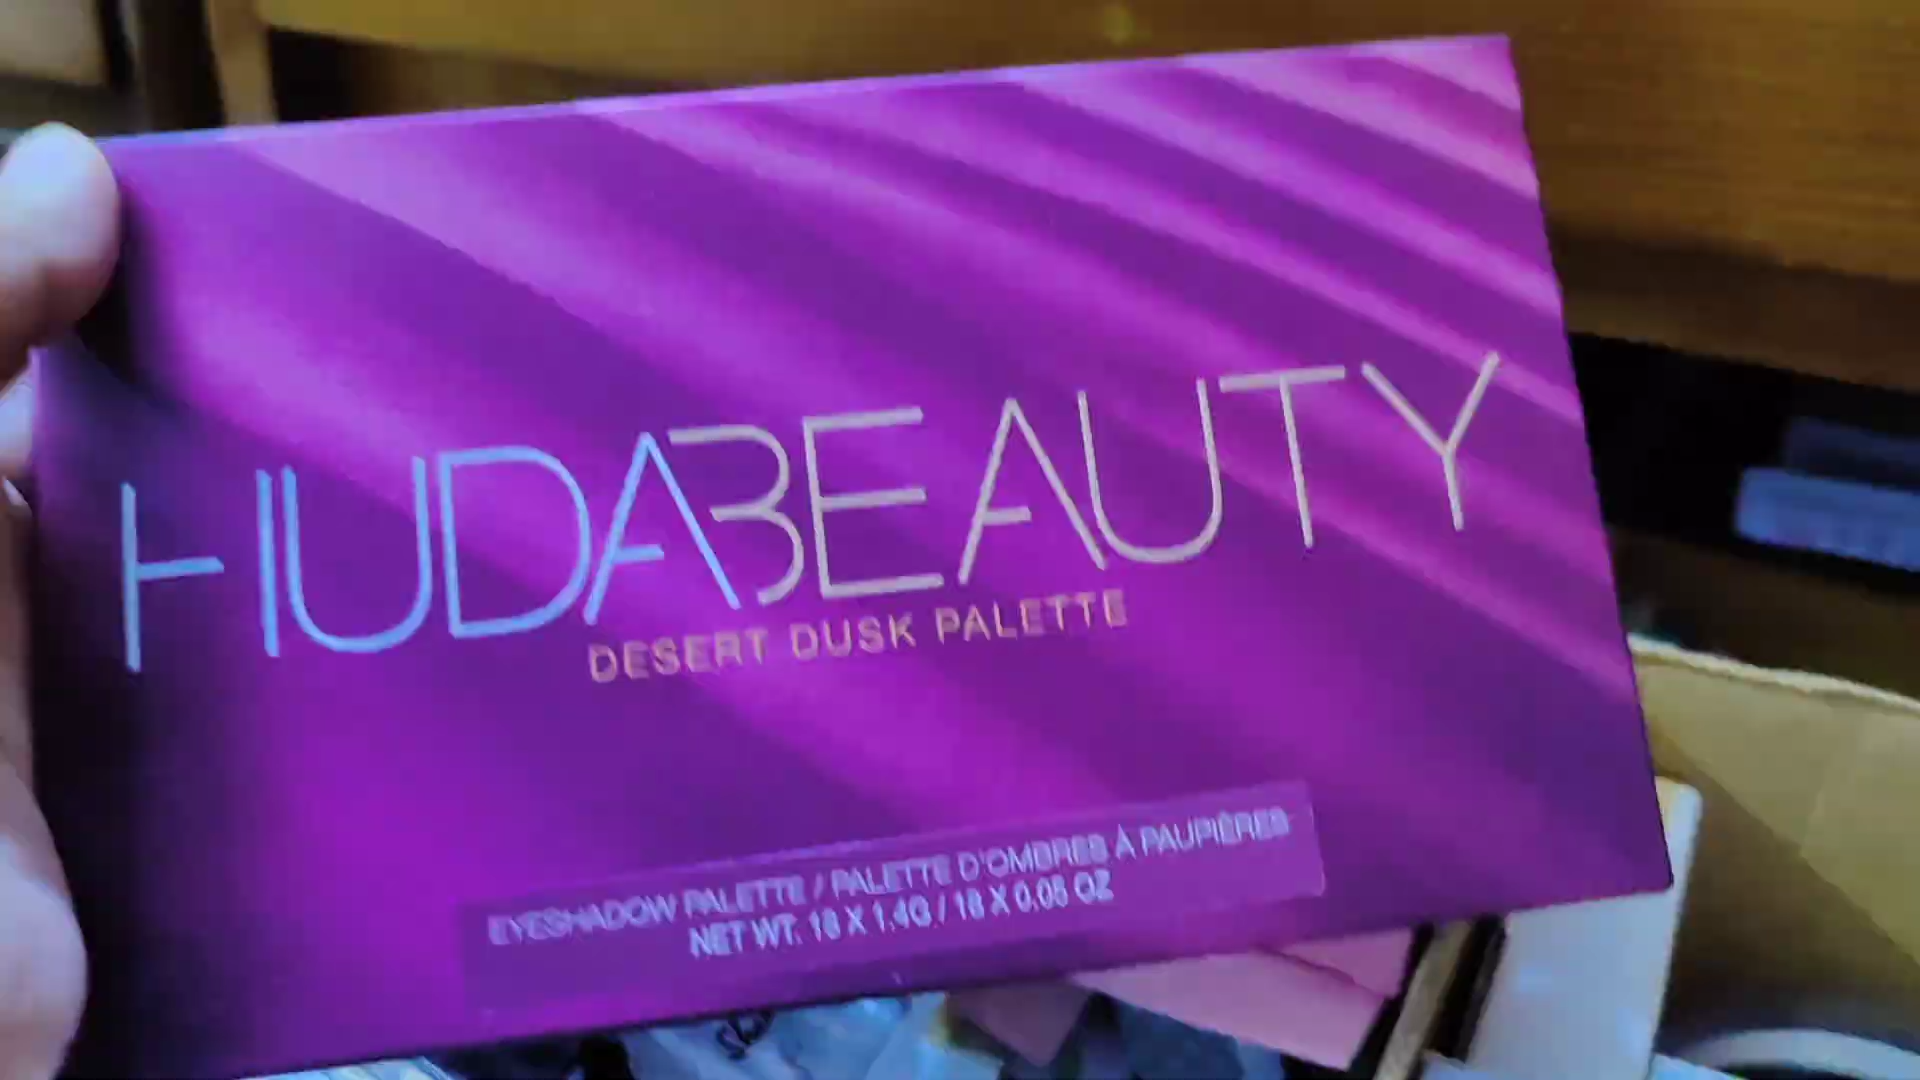 HUDABEAUTY
DESERT DUSK PALETTE
EYESHADOW PALETTE / PALETTE D'OMBRES À PAUPIÈRES
NET WT. 18 X 1.4G / 18 X 0.05 OZ